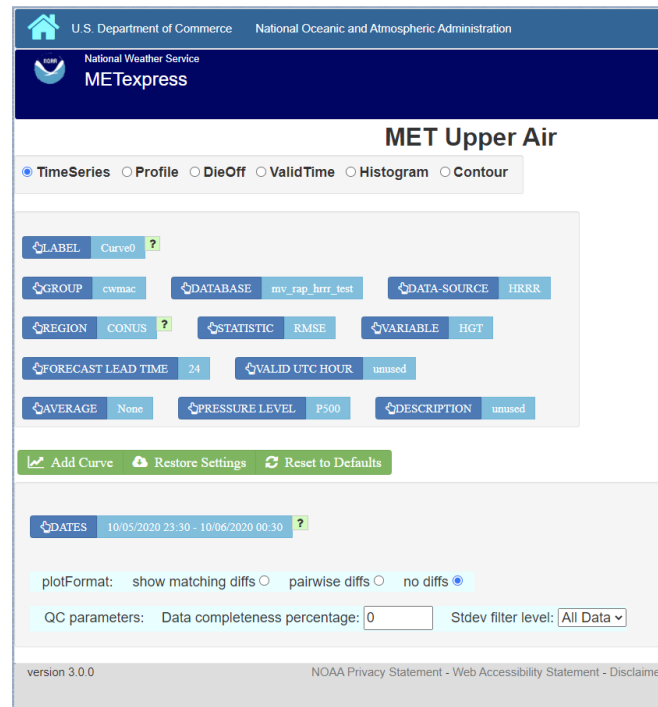 U.S. Department of Commerce National Oceanic and Atmospheric Administration
NOAA
National Weather Service
METexpress
MET Upper Air
TimeSeries Profile DieOff ValidTime Histogram Contour
LABEL Curve0 ?
GROUP cwmac DATABASE mv_rap_hrrr_test DATA-SOURCE HRRR
REGION CONUS ? STATISTIC RMSE VARIABLE HGT
FORECAST LEAD TIME 24 VALID UTC HOUR unused
AVERAGE None PRESSURE LEVEL P500 DESCRIPTION unused
Add Curve Restore Settings Reset to Defaults
DATES 10/05/2020 23:30 - 10/06/2020 00:30 ?
plotFormat: show matching diffs pairwise diffs no diffs
QC parameters: Data completeness percentage: 0 Stdev filter level: All Data
version 3.0.0 NOAA Privacy Statement - Web Accessibility Statement - Disclaime